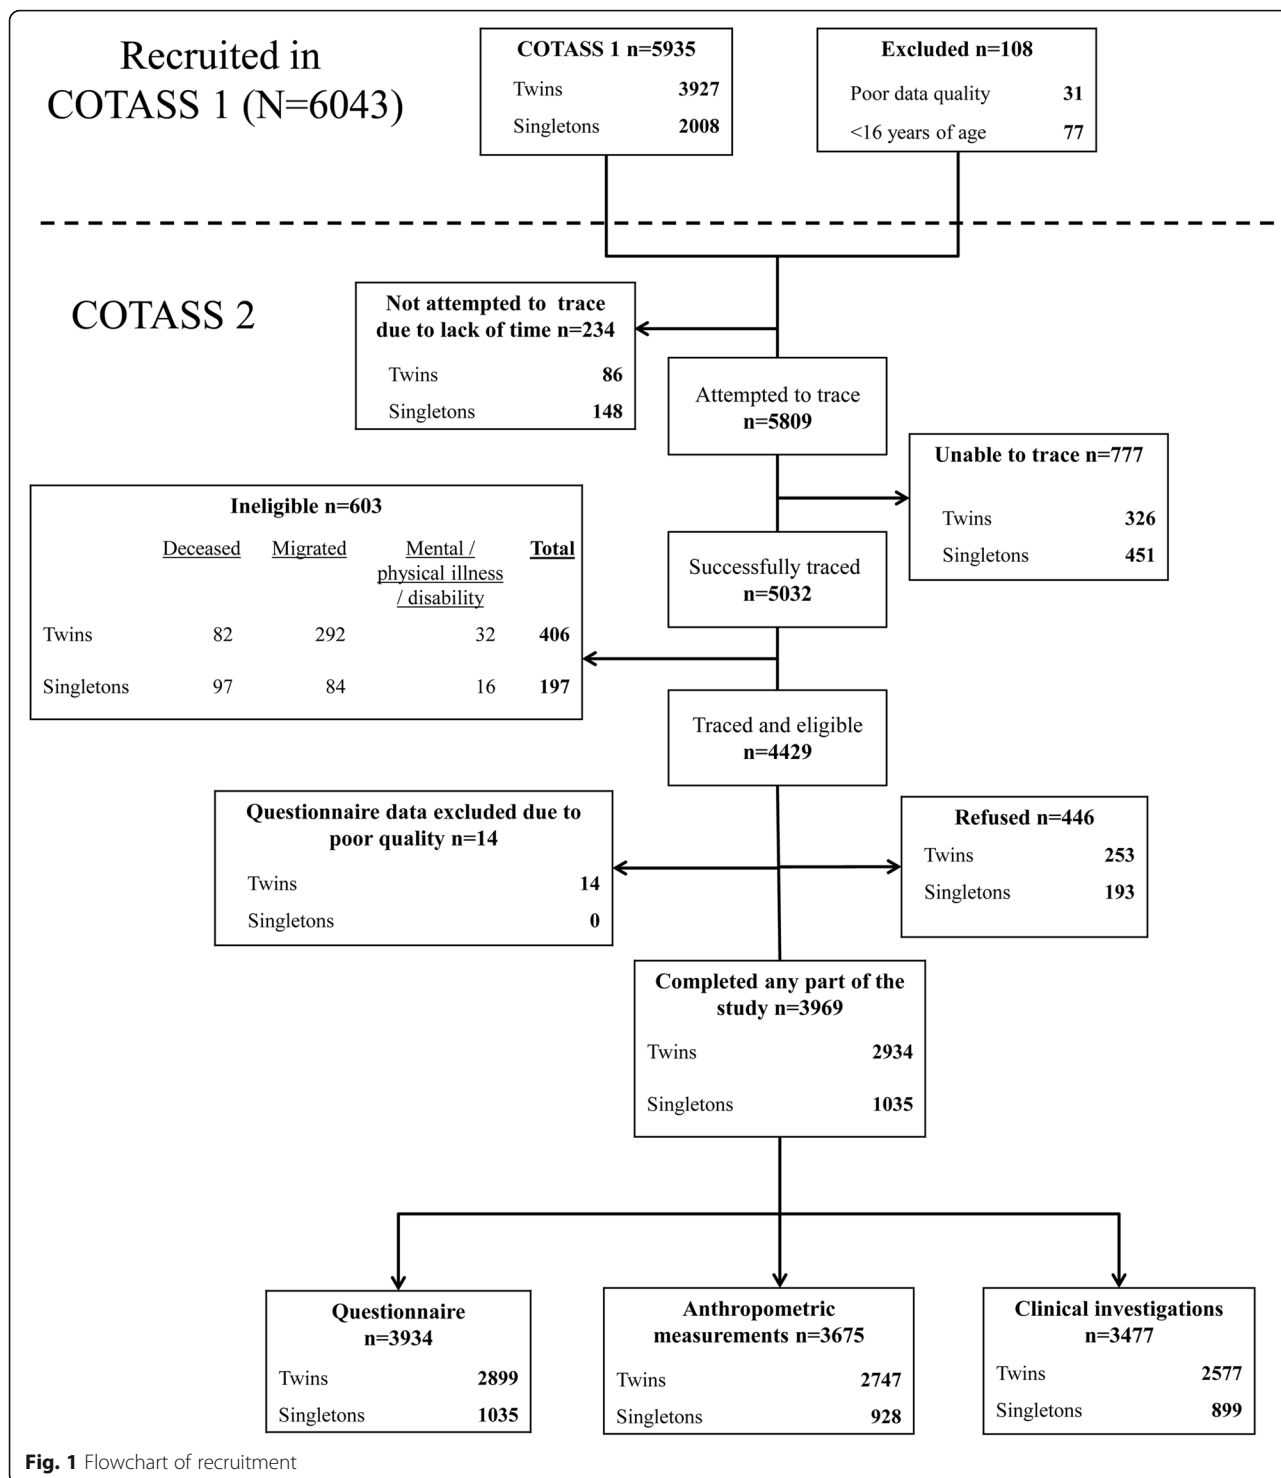 Recruited in
COTASS 1 (N=6043)
COTASS 1 n=5935
Twins 3927
Singletons 2008
Excluded n=108
Poor data quality 31
<16 years of age 77
COTASS 2
Not attempted to trace
due to lack of time n=234
Twins 86
Singletons 148
Attempted to trace
n=5809
Unable to trace n=777
Twins 326
Singletons 451
Ineligible n=603
Deceased Migrated Mental / Total
physical illness
/ disability
Twins 82 292 32 406
Singletons 97 84 16 197
Successfully traced
n=5032
Traced and eligible
n=4429
Questionnaire data excluded due to
poor quality n=14
Twins 14
Singletons 0
Refused n=446
Twins 253
Singletons 193
Completed any part of the
study n=3969
Twins 2934
Singletons 1035
Questionnaire
n=3934
Twins 2899
Singletons 1035
Anthropometric
measurements n=3675
Twins 2747
Singletons 928
Clinical investigations
n=3477
Twins 2577
Singletons 899
Fig. 1 Flowchart of recruitment